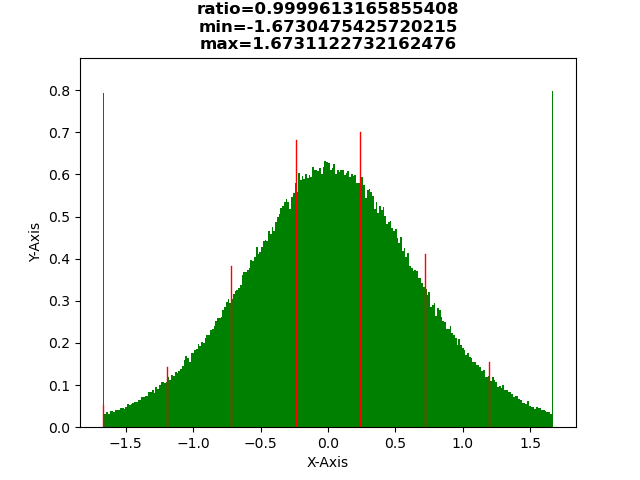 ratio=0.9999613165855408
min=-1.6730475425720215
max=1.6731122732162476
0.8
0.7
0.6
0.5
0.4
0.3
0.2
0.1
0.0
Y-Axis
−1.5 −1.0 −0.5 0.0 0.5 1.0 1.5
X-Axis